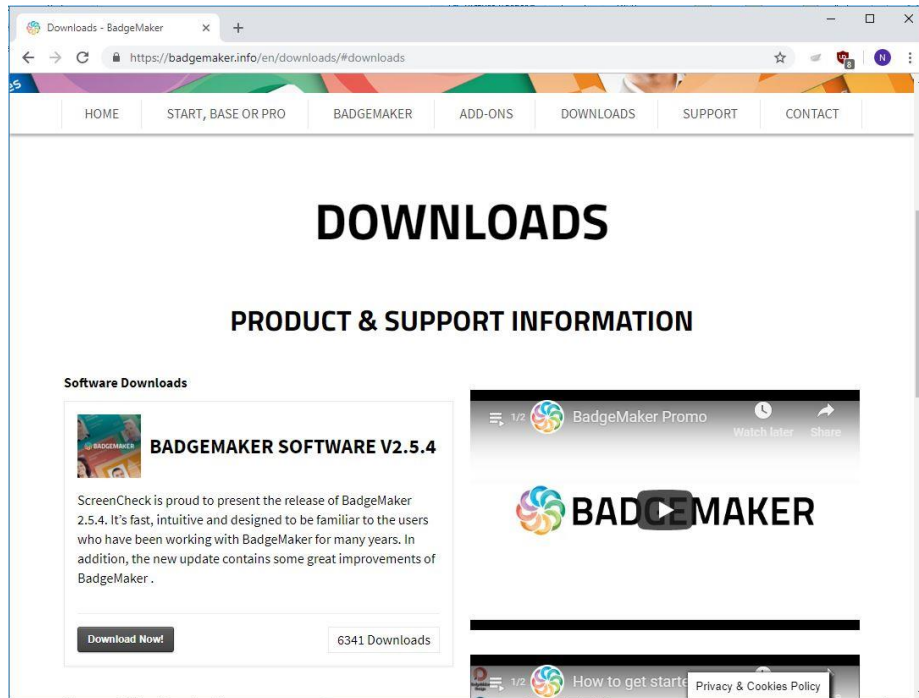 Downloads - BadgeMaker
https://badgemaker.info/en/downloads/#downloads
8
N
es
HOME START, BASE OR PRO BADGEMAKER ADD-ONS DOWNLOADS SUPPORT CONTACT
DOWNLOADS
PRODUCT & SUPPORT INFORMATION
Software Downloads
BADGEMAKER
BADGEMAKER SOFTWARE V2.5.4
ScreenCheck is proud to present the release of BadgeMaker
2.5.4. It's fast, intuitive and designed to be familiar to the users
who have been working with BadgeMaker for many years. In
addition, the new update contains some great improvements of
BadgeMaker .
Download Now!
6341 Downloads
1/2 BadgeMaker Promo
Watch later Share
BADGEMAKER
1/2 How to get starte
Privacy & Cookies Policy